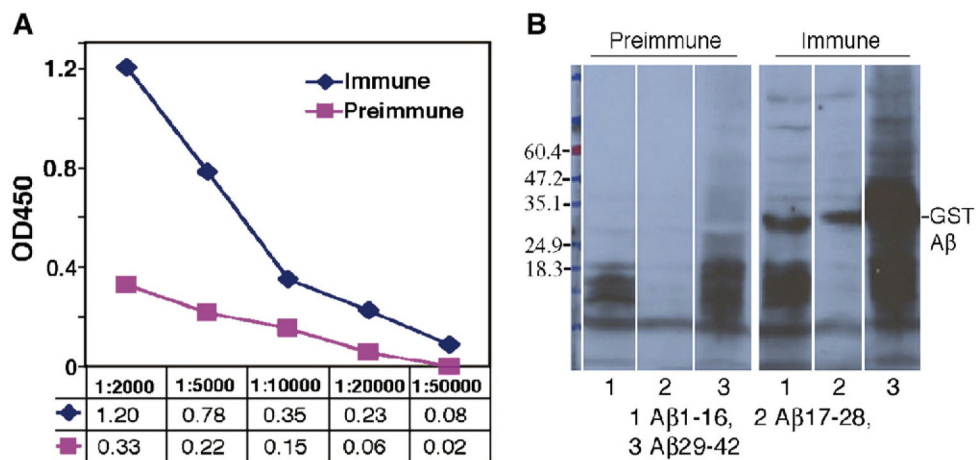 A
1.2
0.8
0.4
0
OD450
Immune
Preimmune
1:2000 1:5000 1:10000 1:20000 1:50000
1.20 0.78 0.35 0.23 0.08
0.33 0.22 0.15 0.06 0.02
B
Preimmune Immune
60.4
47.2
35.1
24.9
18.3
-GST
Aβ
1 2 3 1 2 3
1 Aβ1-16, 2 Aβ17-28,
3 Aβ29-42